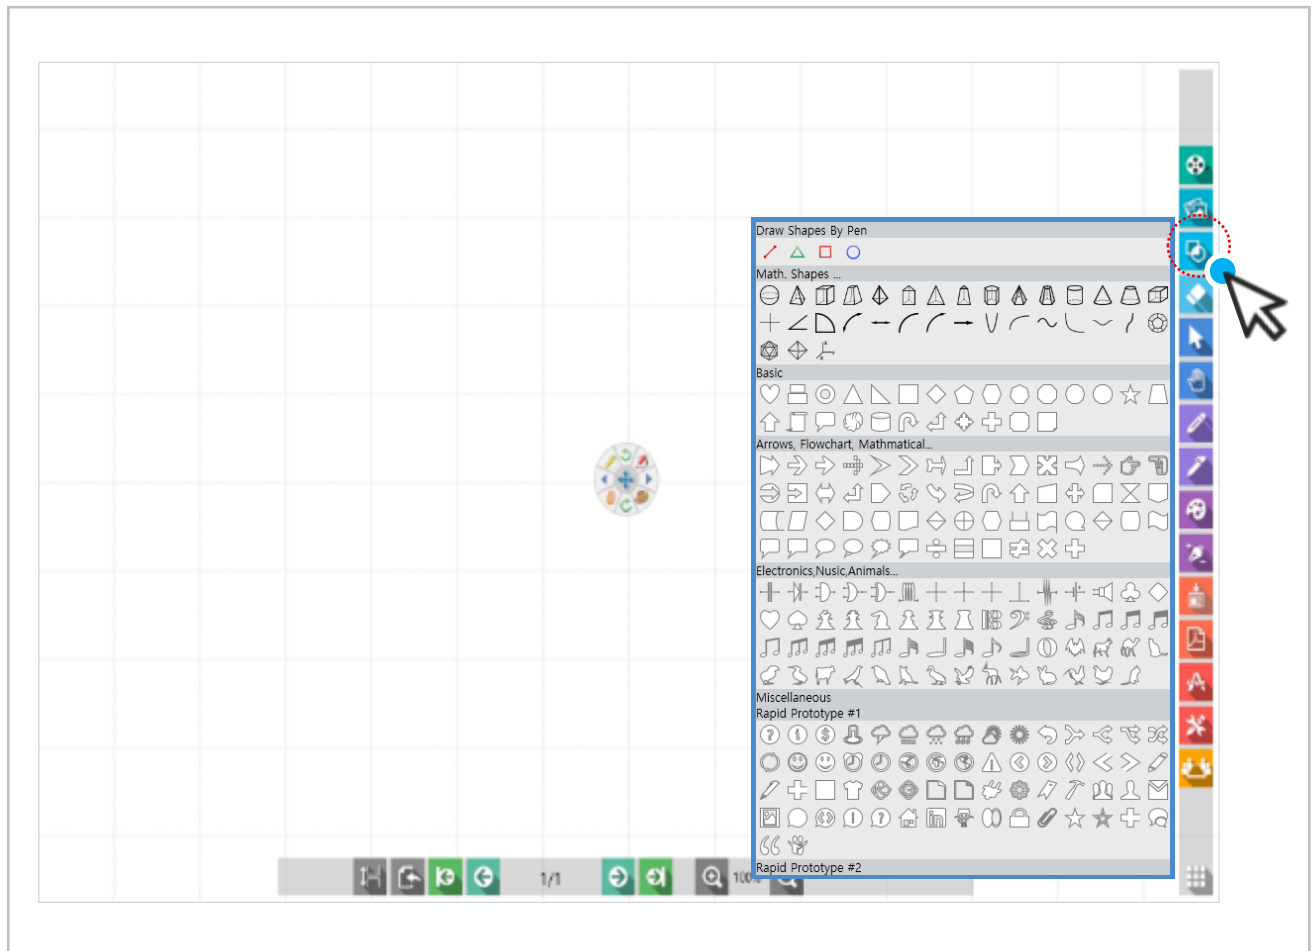 Draw Shapes By Pen
Math. Shapes ...
Basic
Arrows, Flowchart, Mathmatical...
Electronics,Nusic,Animals...
Miscellaneous
Rapid Prototype #1
Rapid Prototype #2
1/1